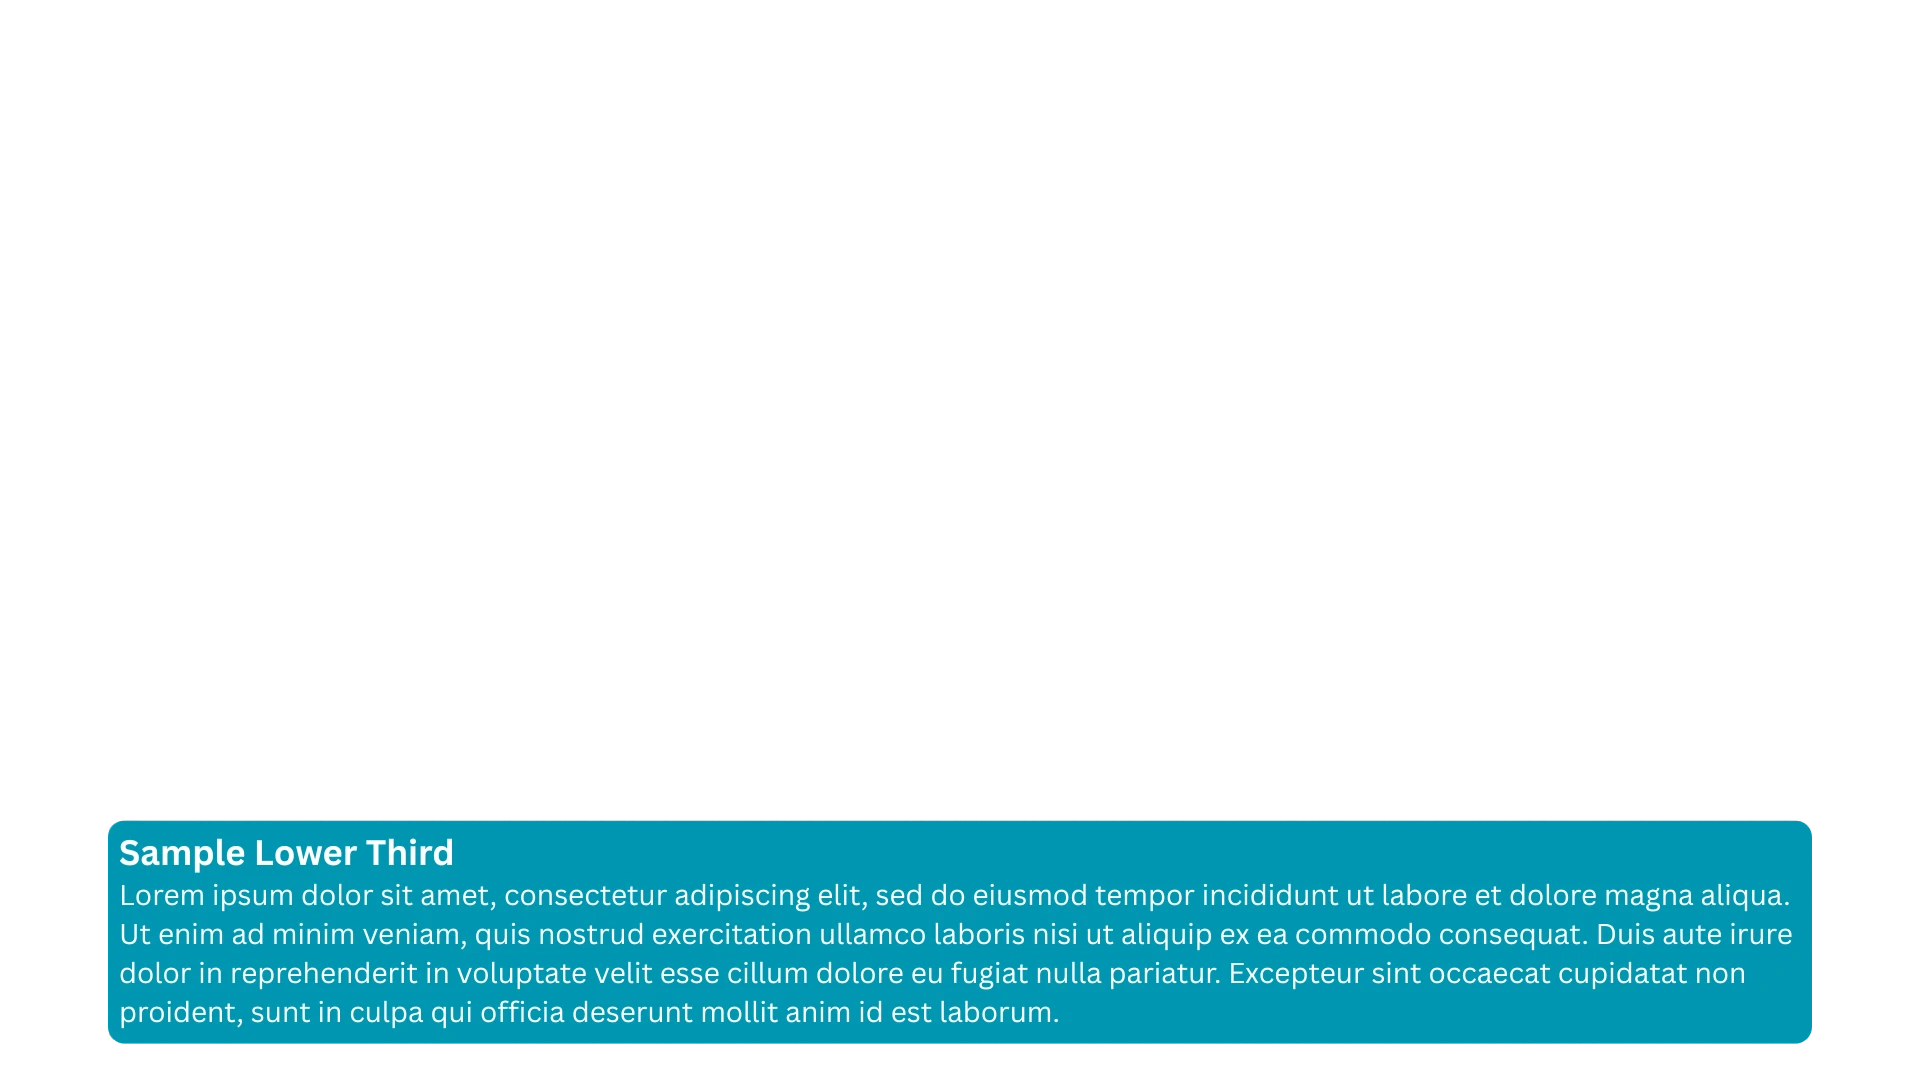 Sample Lower Third
Lorem ipsum dolor sit amet, consectetur adipiscing elit, sed do eiusmod tempor incididunt ut labore et dolore magna aliqua.
Ut enim ad minim veniam, quis nostrud exercitation ullamco laboris nisi ut aliquip ex ea commodo consequat. Duis aute irure
dolor in reprehenderit in voluptate velit esse cillum dolore eu fugiat nulla pariatur. Excepteur sint occaecat cupidatat non
proident, sunt in culpa qui officia deserunt mollit anim id est laborum.